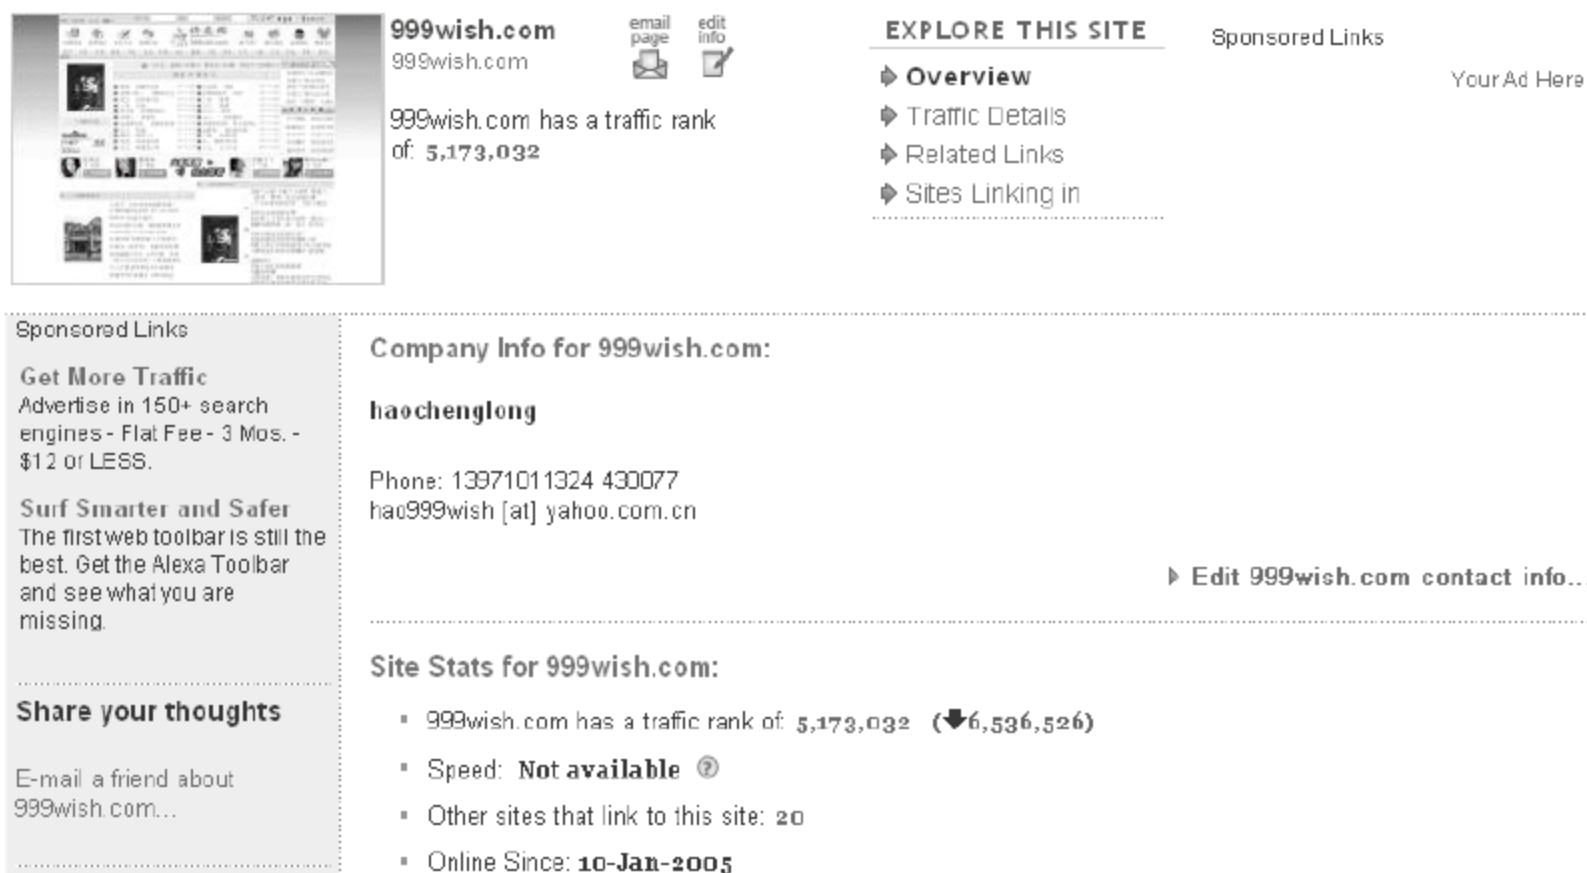 999wish.com
999wish.com
email page
edit info
999wish.com has a traffic rank
of: 5,173,032
EXPLORE THIS SITE
Overview
Traffic Details
Related Links
Sites Linking in
Sponsored Links
Your Ad Here
Sponsored Links
Get More Traffic
Advertise in 150+ search
engines - Flat Fee - 3 Mos. -
$12 or LESS.
Surf Smarter and Safer
The first web toolbar is still the
best. Get the Alexa Toolbar
and see what you are
missing.
Share your thoughts
E-mail a friend about
999wish.com...
Company Info for 999wish.com:
haochenglong
Phone: 13971011324 430077
hao999wish [at] yahoo.com.cn
Edit 999wish.com contact info...
Site Stats for 999wish.com:
999wish.com has a traffic rank of: 5,173,032 (6,536,526)
Speed: Not available
Other sites that link to this site: 20
Online Since: 10-Jan-2005